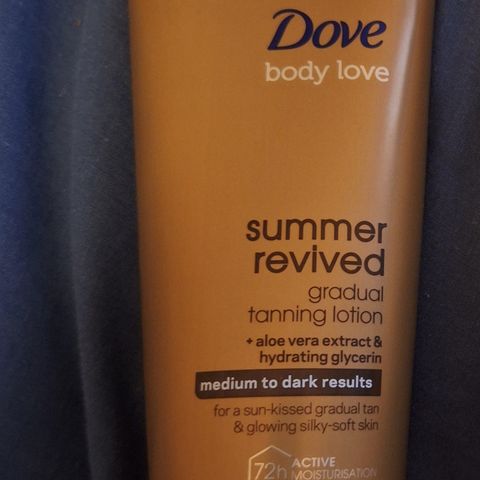 Dove
body love
summer
revived
gradual
tanning lotion
+ aloe vera extract &
hydrating glycerin
medium to dark results
for a sun-kissed gradual tan
& glowing silky-soft skin
72h ACTIVE
MOISTURISATION